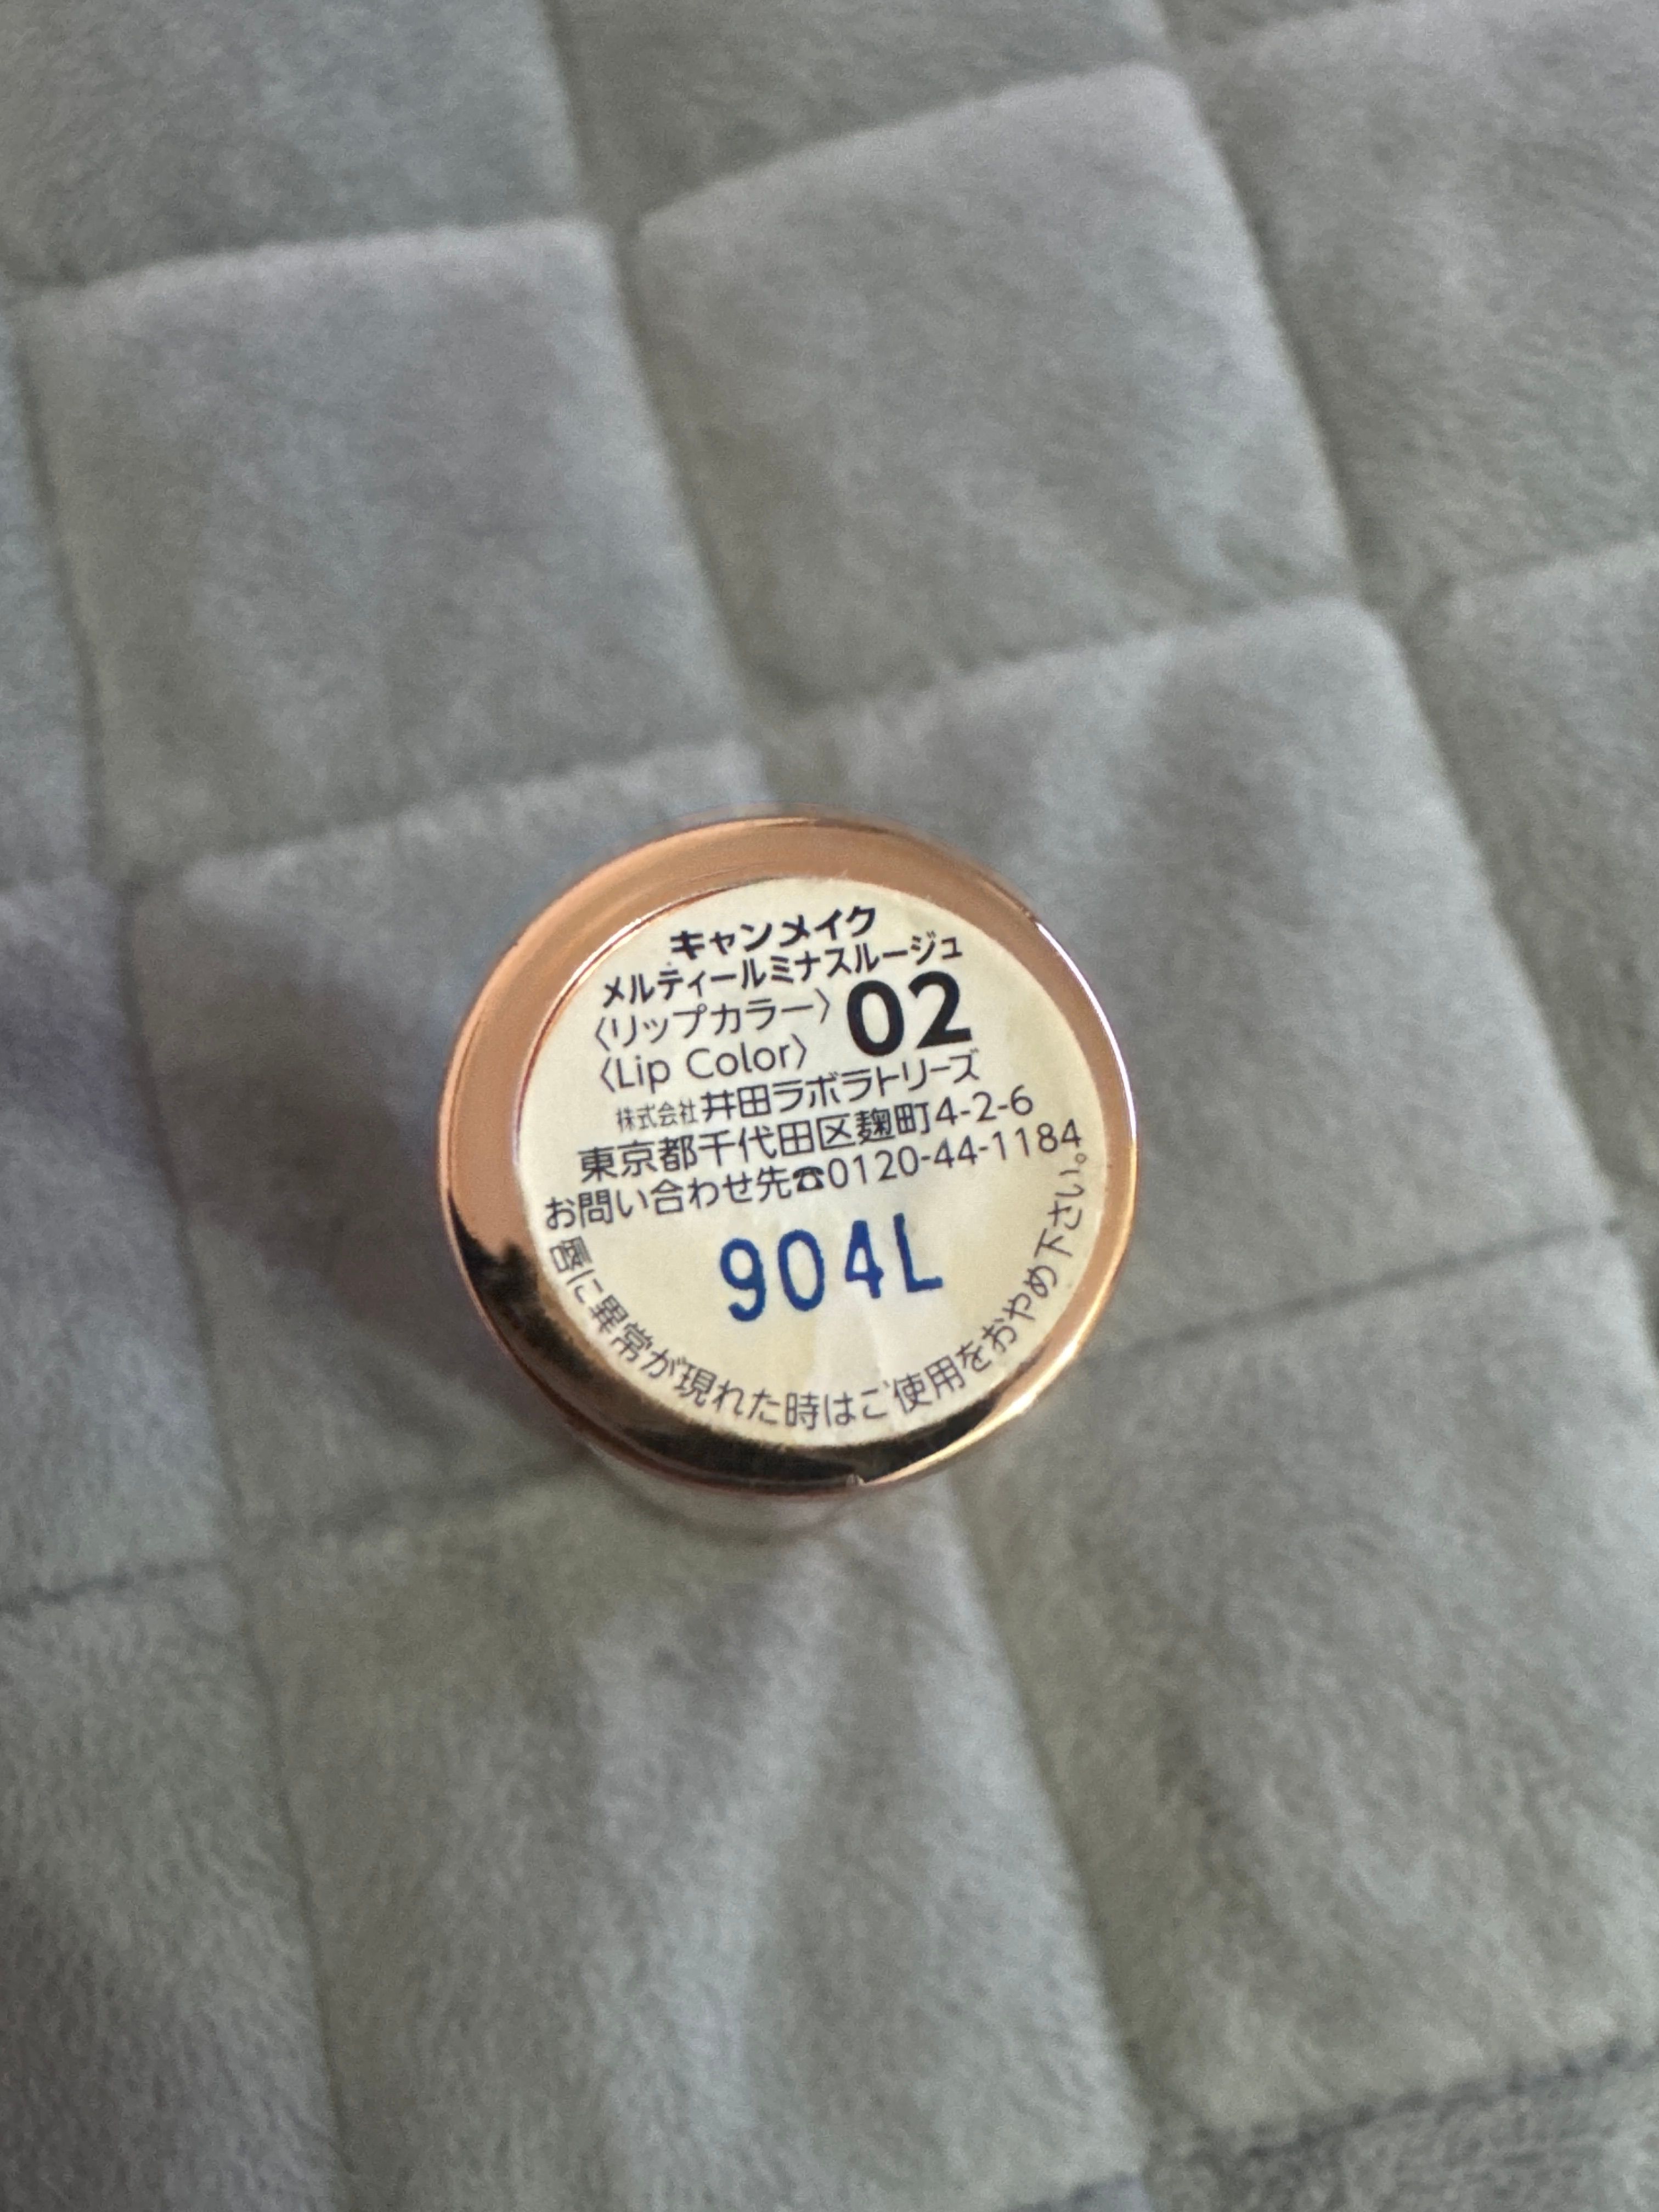 キャンメイク
メルティールミナスルージュ
〈リップカラー〉 02
〈Lip Color〉
株式会社井田ラボラトリーズ
東京都千代田区麹町4-2-6
お問い合わせ先☎0120-44-1184
904L
唇に異常が現れた時はご使用をおやめ下さい。